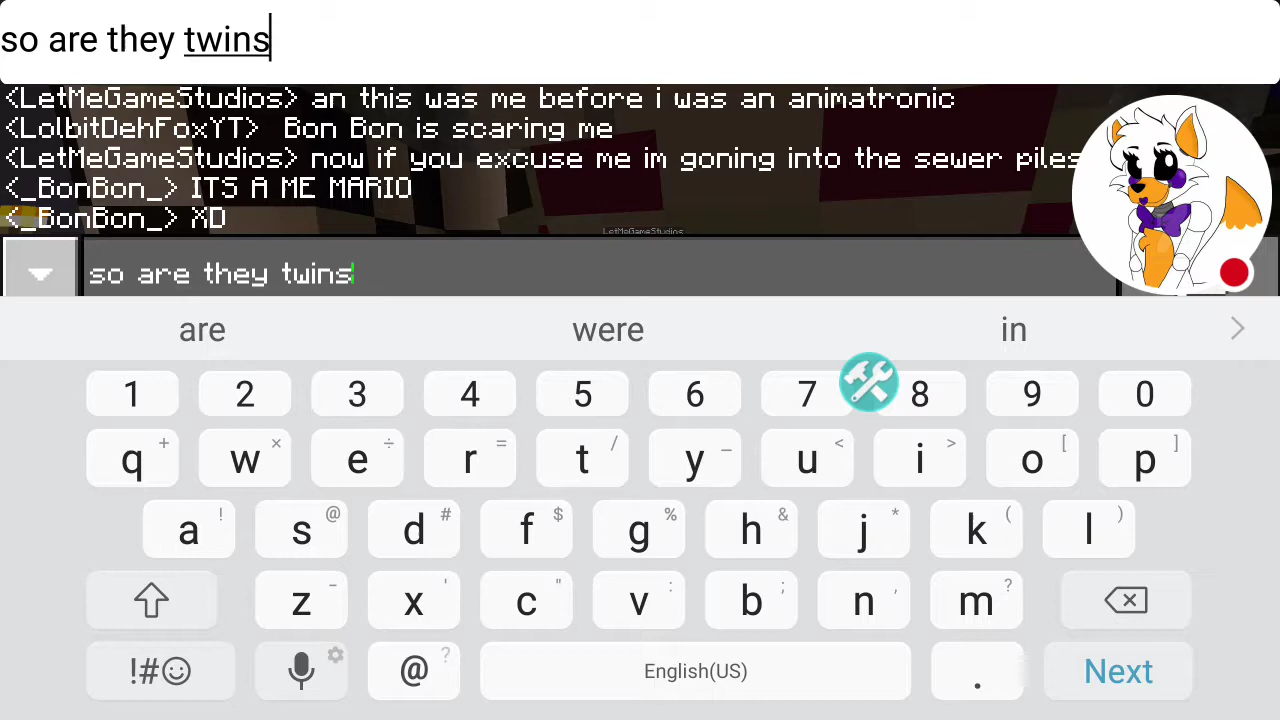 so are they twins
<LetMeGameStudios> an this was me before i was an animatronic
<LolbitDehFoxYT>  Bon Bon is scaring me
<LetMeGameStudios> now if you excuse me im goning into the sewer piles
<_BonBon_> ITS A ME MARIO
<_BonBon_> XD
LetMeGameStudios
so are they twins
are were in
1 2 3 4 5 6 7 8 9 0
q + w × e ÷ r = t / y _ u < i > o [ p ]
a ! s @ d # f $ g % h & j * k ( l )
z - x ' c " v : b ; n , m ?
!#☺ @ ? English(US) . Next